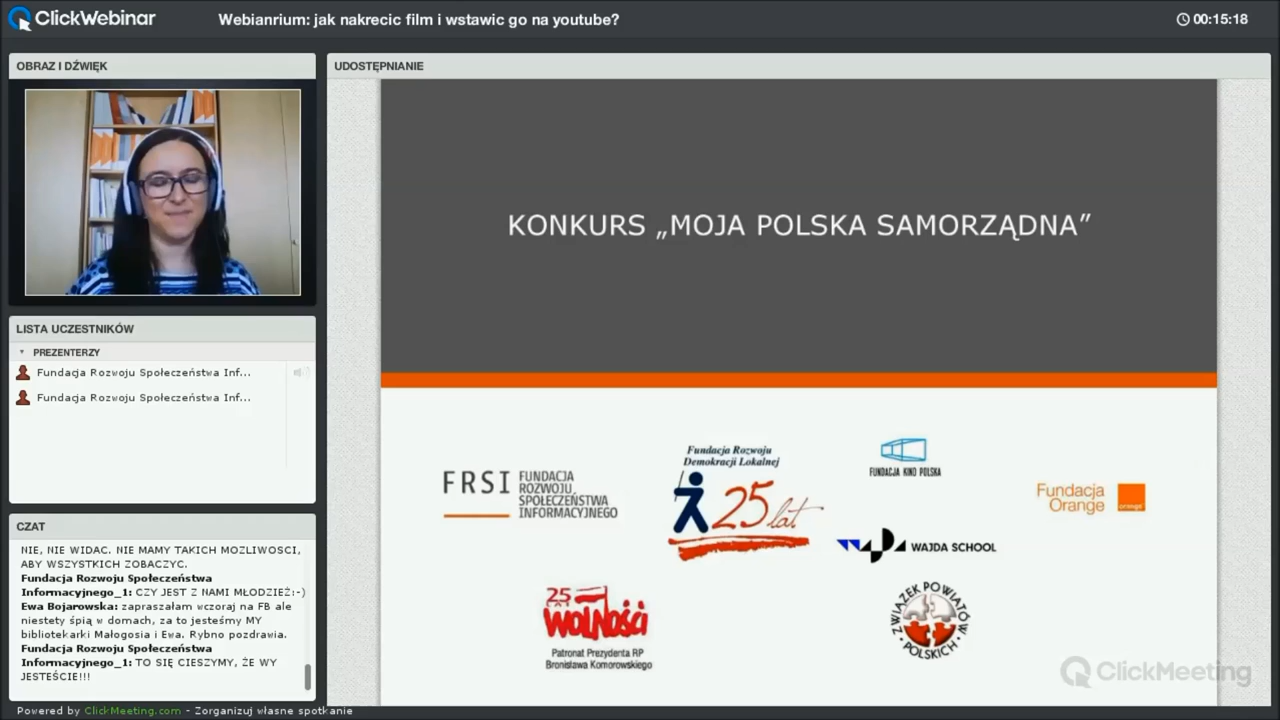 ClickWebinar
Webianrium: jak nakrecic film i wstawic go na youtube?
00:15:18
OBRAZ I DŹWIĘK
LISTA UCZESTNIKÓW
PREZENTERZY
Fundacja Rozwoju Społeczeństwa Inf...
Fundacja Rozwoju Społeczeństwa Inf...
CZAT
NIE, NIE WIDAC. NIE MAMY TAKICH MOZLIWOSCI,
ABY WSZYSTKICH ZOBACZYC.
Fundacja Rozwoju Społeczeństwa
Informacyjnego_1: CZY JEST Z NAMI MŁODZIEŻ:-)
Ewa Bojarowska: zapraszałam wczoraj na FB ale
niestety śpią w domach, za to jesteśmy MY
bibliotekarki Małogosia i Ewa. Rybno pozdrawia.
Fundacja Rozwoju Społeczeństwa
Informacyjnego_1: TO SIĘ CIESZYMY, ŻE WY
JESTEŚCIE!!!
UDOSTĘPNIANIE
KONKURS „MOJA POLSKA SAMORZĄDNA”
FRSI
FUNDACJA
ROZWOJU
SPOŁECZEŃSTWA
INFORMACYJNEGO
Fundacja Rozwoju
Demokracji Lokalnej
25 lat
FUNDACJA KINO POLSKA
WAJDA SCHOOL
Fundacja
Orange
orange
25
LAT
WOLNOŚCI
Patronat Prezydenta RP
Bronisława Komorowskiego
ZWIĄZEK POWIATÓW
POLSKICH
ClickMeeting
Powered by ClickMeeting.com - Zorganizuj własne spotkanie